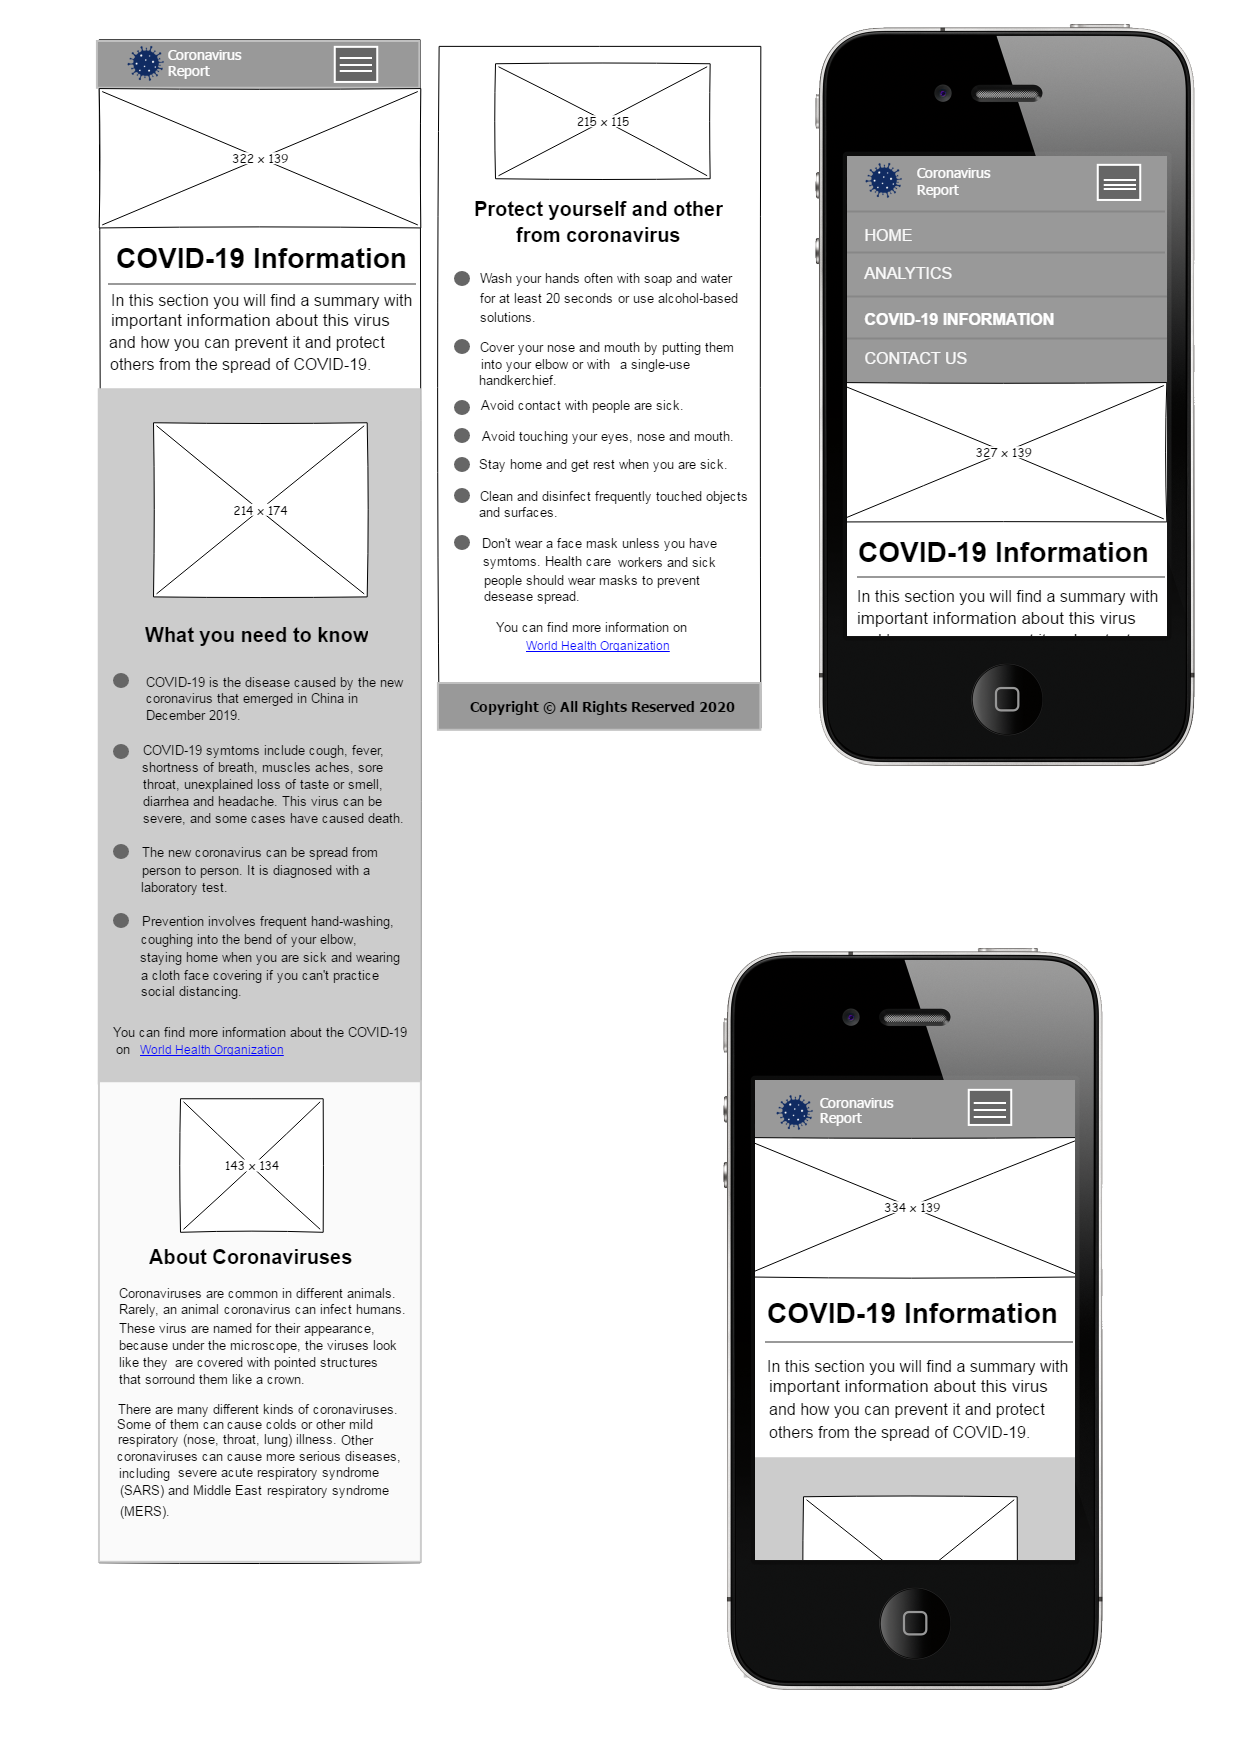 Coronavirus
Report
322 x 139
COVID-19 Information
In this section you will find a summary with
important information about this virus
and how you can prevent it and protect
others from the spread of COVID-19.
214 x 174
What you need to know
COVID-19 is the disease caused by the new
coronavirus that emerged in China in
December 2019.
COVID-19 symtoms include cough, fever,
shortness of breath, muscles aches, sore
throat, unexplained loss of taste or smell,
diarrhea and headache. This virus can be
severe, and some cases have caused death.
The new coronavirus can be spread from
person to person. It is diagnosed with a
laboratory test.
Prevention involves frequent hand-washing,
coughing into the bend of your elbow,
staying home when you are sick and wearing
a cloth face covering if you can't practice
social distancing.
You can find more information about the COVID-19
on World Health Organization
143 x 134
About Coronaviruses
Coronaviruses are common in different animals.
Rarely, an animal coronavirus can infect humans.
These virus are named for their appearance,
because under the microscope, the viruses look
like they are covered with pointed structures
that sorround them like a crown.
There are many different kinds of coronaviruses.
Some of them can cause colds or other mild
respiratory (nose, throat, lung) illness. Other
coronaviruses can cause more serious diseases,
including severe acute respiratory syndrome
(SARS) and Middle East respiratory syndrome
(MERS).
215 x 115
Protect yourself and other
from coronavirus
Wash your hands often with soap and water
for at least 20 seconds or use alcohol-based
solutions.
Cover your nose and mouth by putting them
into your elbow or with a single-use
handkerchief.
Avoid contact with people are sick.
Avoid touching your eyes, nose and mouth.
Stay home and get rest when you are sick.
Clean and disinfect frequently touched objects
and surfaces.
Don't wear a face mask unless you have
symtoms. Health care workers and sick
people should wear masks to prevent
desease spread.
You can find more information on
World Health Organization
Copyright © All Rights Reserved 2020
Coronavirus
Report
HOME
ANALYTICS
COVID-19 INFORMATION
CONTACT US
327 x 139
COVID-19 Information
In this section you will find a summary with
important information about this virus
Coronavirus
Report
334 x 139
COVID-19 Information
In this section you will find a summary with
important information about this virus
and how you can prevent it and protect
others from the spread of COVID-19.